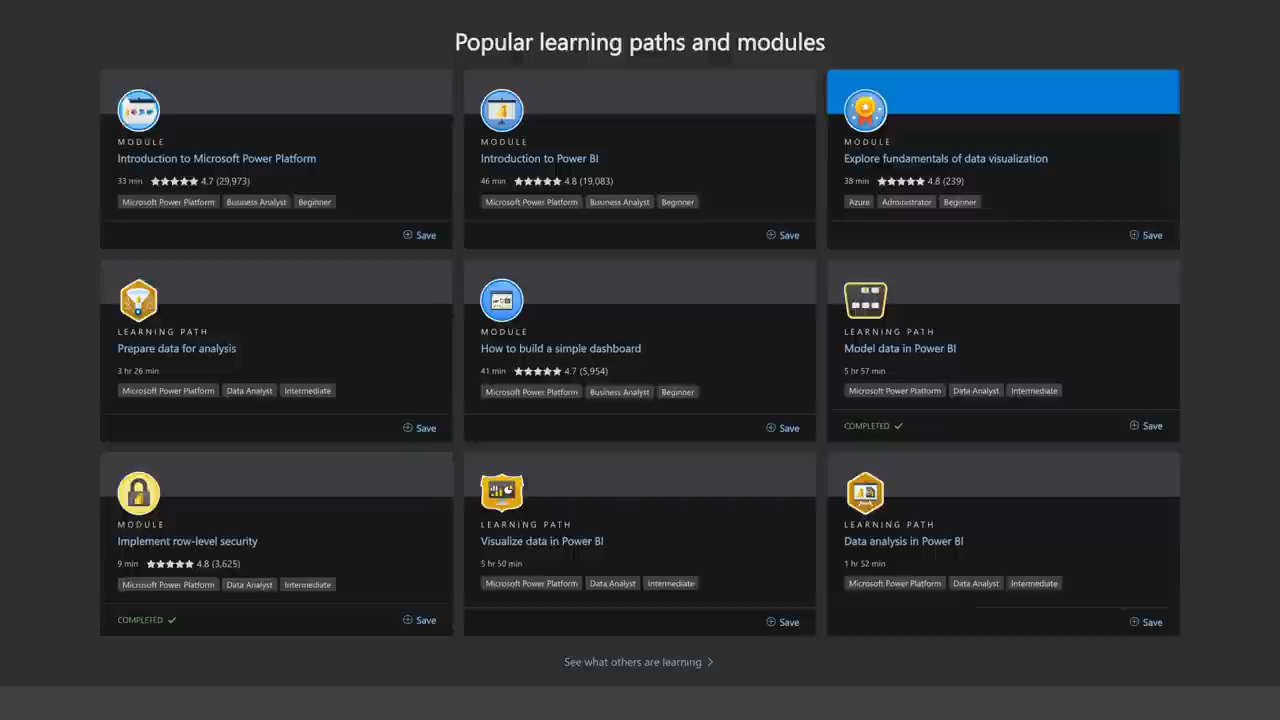 Popular learning paths and modules
MODULE
Introduction to Microsoft Power Platform
33 min 4.7 (29,973)
Microsoft Power Platform Business Analyst Beginner
Save
MODULE
Introduction to Power BI
46 min 4.8 (19,083)
Microsoft Power Platform Business Analyst Beginner
Save
MODULE
Explore fundamentals of data visualization
38 min 4.8 (239)
Azure Administrator Beginner
Save
LEARNING PATH
Prepare data for analysis
3 hr 26 min
Microsoft Power Platform Data Analyst Intermediate
Save
MODULE
How to build a simple dashboard
41 min 4.7 (5,954)
Microsoft Power Platform Business Analyst Beginner
Save
LEARNING PATH
Model data in Power BI
5 hr 57 min
Microsoft Power Platform Data Analyst Intermediate
COMPLETED ✓ Save
MODULE
Implement row-level security
9 min 4.8 (3,625)
Microsoft Power Platform Data Analyst Intermediate
COMPLETED ✓ Save
LEARNING PATH
Visualize data in Power BI
5 hr 50 min
Microsoft Power Platform Data Analyst Intermediate
Save
LEARNING PATH
Data analysis in Power BI
1 hr 52 min
Microsoft Power Platform Data Analyst Intermediate
Save
See what others are learning >